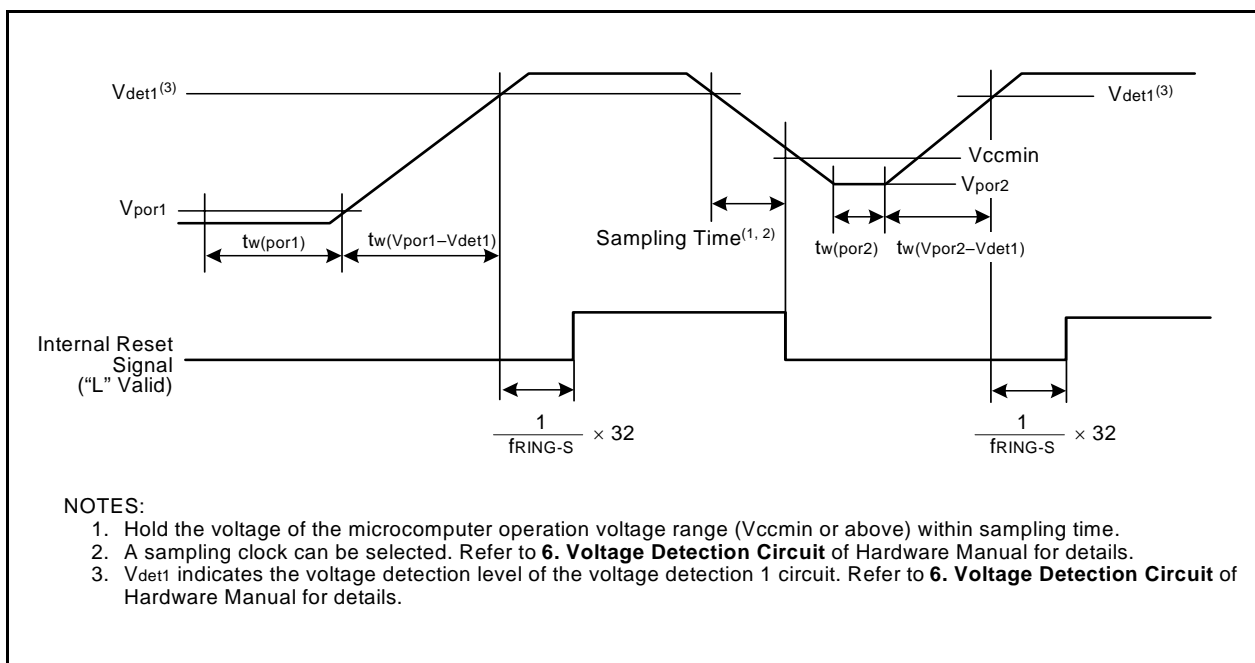 Vdet1(3)
Vdet1(3)
Vccmin
Vpor1
Vpor2
tw(por1)
tw(Vpor1–Vdet1)
Sampling Time(1, 2)
tw(por2)
tw(Vpor2–Vdet1)
Internal Reset
Signal
(“L” Valid)
1
fRING-S
× 32
1
fRING-S
× 32
NOTES:
1. Hold the voltage of the microcomputer operation voltage range (Vccmin or above) within sampling time.
2. A sampling clock can be selected. Refer to 6. Voltage Detection Circuit of Hardware Manual for details.
3. Vdet1 indicates the voltage detection level of the voltage detection 1 circuit. Refer to 6. Voltage Detection Circuit of
Hardware Manual for details.